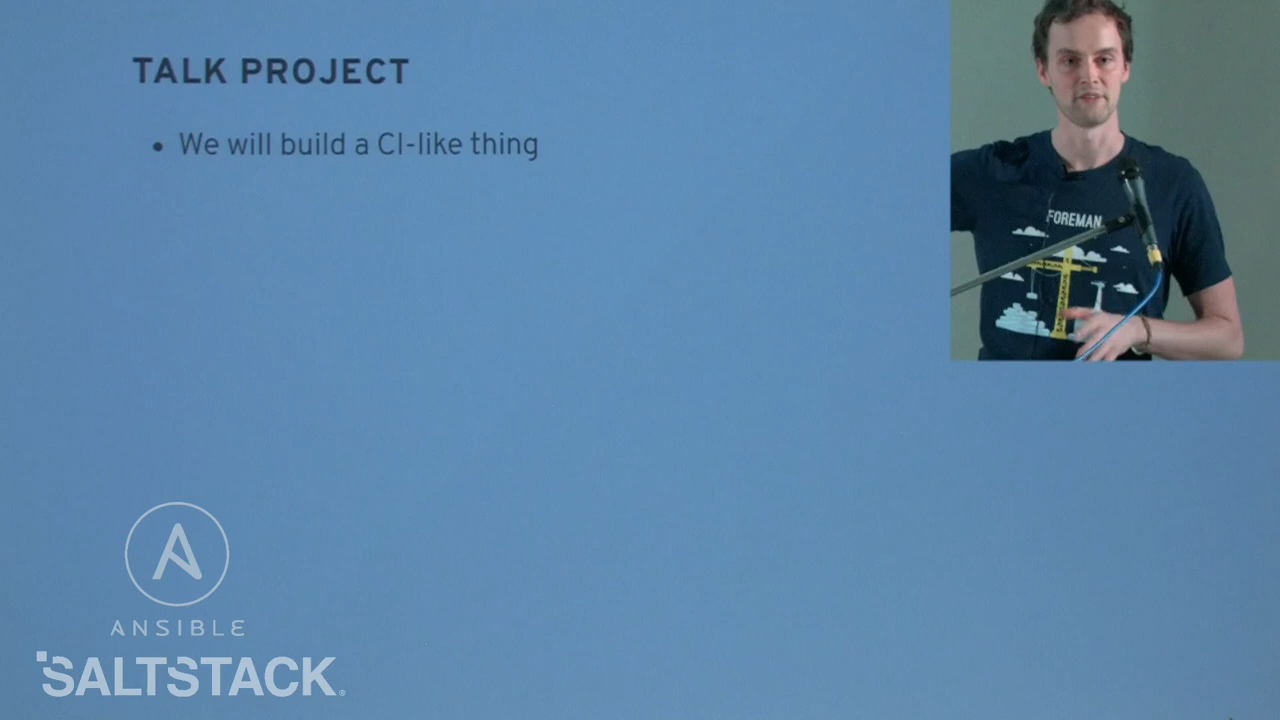 TALK PROJECT
• We will build a CI-like thing
FOREMAN
ANSIBLE
SALTSTACK